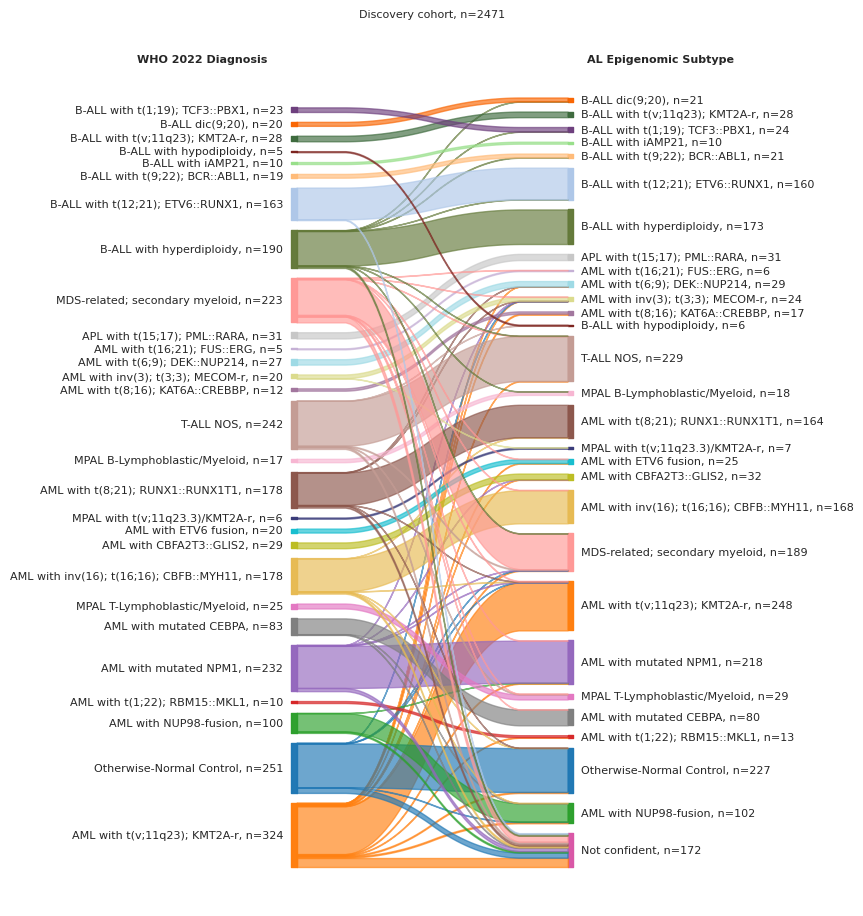 Discovery cohort, n=2471
WHO 2022 Diagnosis
AL Epigenomic Subtype
B-ALL with t(1;19); TCF3::PBX1, n=23
B-ALL dic(9;20), n=20
B-ALL with t(v;11q23); KMT2A-r, n=28
B-ALL with hypodiploidy, n=5
B-ALL with iAMP21, n=10
B-ALL with t(9;22); BCR::ABL1, n=19
B-ALL with t(12;21); ETV6::RUNX1, n=163
B-ALL with hyperdiploidy, n=190
MDS-related; secondary myeloid, n=223
APL with t(15;17); PML::RARA, n=31
AML with t(16;21); FUS::ERG, n=5
AML with t(6;9); DEK::NUP214, n=27
AML with inv(3); t(3;3); MECOM-r, n=20
AML with t(8;16); KAT6A::CREBBP, n=12
T-ALL NOS, n=242
MPAL B-Lymphoblastic/Myeloid, n=17
AML with t(8;21); RUNX1::RUNX1T1, n=178
MPAL with t(v;11q23.3)/KMT2A-r, n=6
AML with ETV6 fusion, n=20
AML with CBFA2T3::GLIS2, n=29
AML with inv(16); t(16;16); CBFB::MYH11, n=178
MPAL T-Lymphoblastic/Myeloid, n=25
AML with mutated CEBPA, n=83
AML with mutated NPM1, n=232
AML with t(1;22); RBM15::MKL1, n=10
AML with NUP98-fusion, n=100
Otherwise-Normal Control, n=251
AML with t(v;11q23); KMT2A-r, n=324
B-ALL dic(9;20), n=21
B-ALL with t(v;11q23); KMT2A-r, n=28
B-ALL with t(1;19); TCF3::PBX1, n=24
B-ALL with iAMP21, n=10
B-ALL with t(9;22); BCR::ABL1, n=21
B-ALL with t(12;21); ETV6::RUNX1, n=160
B-ALL with hyperdiploidy, n=173
APL with t(15;17); PML::RARA, n=31
AML with t(16;21); FUS::ERG, n=6
AML with t(6;9); DEK::NUP214, n=29
AML with inv(3); t(3;3); MECOM-r, n=24
AML with t(8;16); KAT6A::CREBBP, n=17
B-ALL with hypodiploidy, n=6
T-ALL NOS, n=229
MPAL B-Lymphoblastic/Myeloid, n=18
AML with t(8;21); RUNX1::RUNX1T1, n=164
MPAL with t(v;11q23.3)/KMT2A-r, n=7
AML with ETV6 fusion, n=25
AML with CBFA2T3::GLIS2, n=32
AML with inv(16); t(16;16); CBFB::MYH11, n=168
MDS-related; secondary myeloid, n=189
AML with t(v;11q23); KMT2A-r, n=248
AML with mutated NPM1, n=218
MPAL T-Lymphoblastic/Myeloid, n=29
AML with mutated CEBPA, n=80
AML with t(1;22); RBM15::MKL1, n=13
Otherwise-Normal Control, n=227
AML with NUP98-fusion, n=102
Not confident, n=172